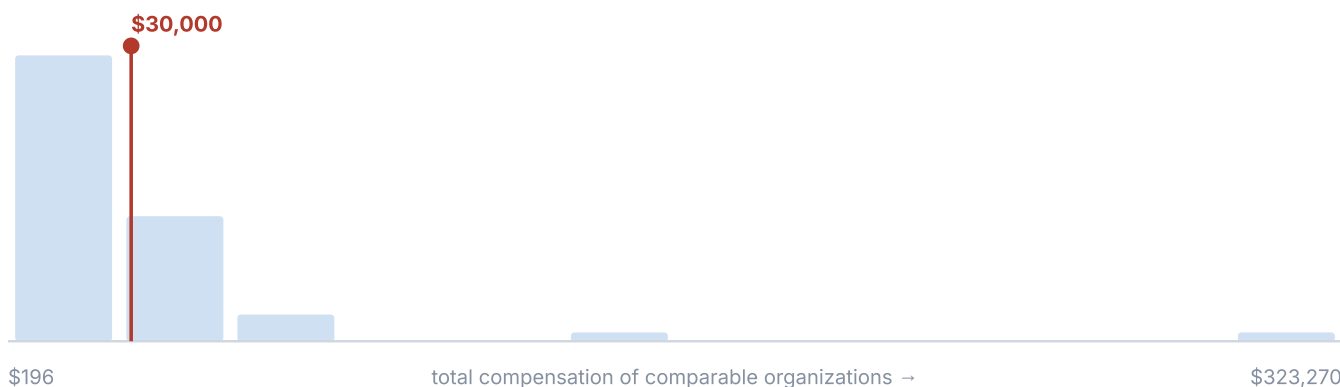 $30,000
$196
total compensation of comparable organizations →
$323,270